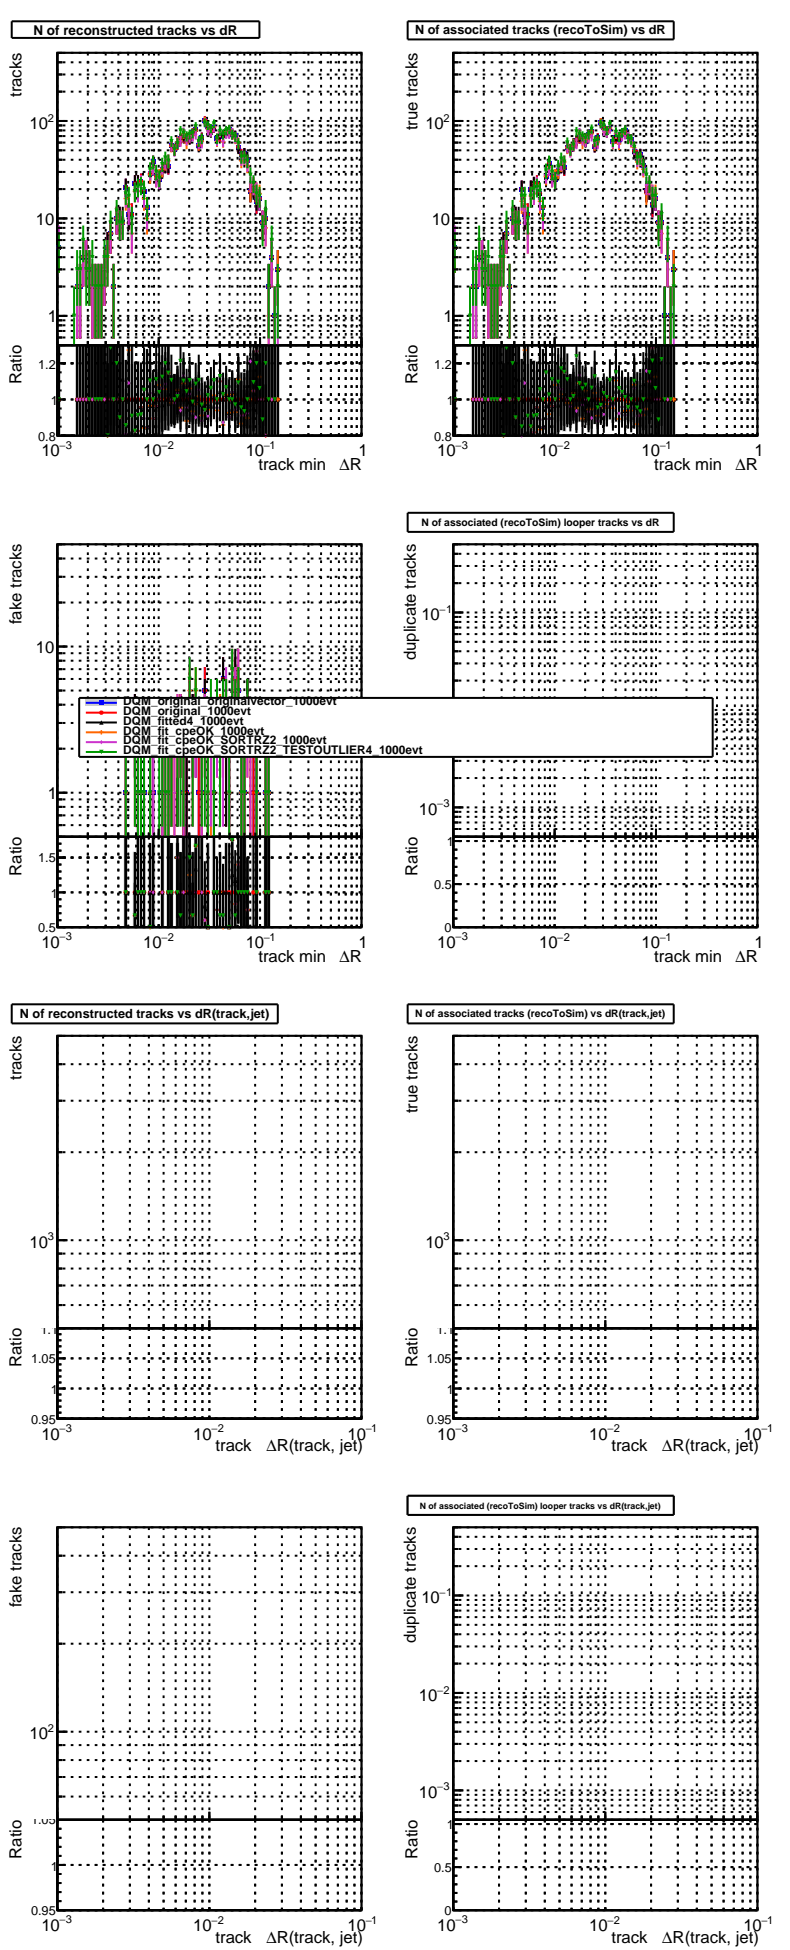 N of reconstructed tracks vs dR
tracks
10²
10
1
Ratio
1.2
1
0.8
10⁻³ 10⁻² 10⁻¹ 1
track min ΔR
N of associated tracks (recoToSim) vs dR
true tracks
10²
10
1
Ratio
1.2
1
0.8
10⁻³ 10⁻² 10⁻¹ 1
track min ΔR
fake tracks
10
1
Ratio
1.5
1
0.5
10⁻³ 10⁻² 10⁻¹ 1
track min ΔR
N of associated (recoToSim) looper tracks vs dR
duplicate tracks
10⁻¹
10⁻³
Ratio
1
0.5
0
10⁻³ 10⁻² 10⁻¹ 1
track min ΔR
DQM_original_originalvector_1000evt
DQM_original_1000evt
DQM_fitted4_1000evt
DQM_fit_cpeOK_1000evt
DQM_fit_cpeOK_SORTRZ2_1000evt
DQM_fit_cpeOK_SORTRZ2_TESTOUTLIER4_1000evt
N of reconstructed tracks vs dR(track,jet)
tracks
10³
Ratio
1.1
1.05
1
0.95
10⁻³ 10⁻² 10⁻¹
track ΔR(track, jet)
N of associated tracks (recoToSim) vs dR(track,jet)
true tracks
10³
Ratio
1.1
1.05
1
0.95
10⁻³ 10⁻² 10⁻¹
track ΔR(track, jet)
fake tracks
10²
Ratio
1.05
1
0.95
10⁻³ 10⁻² 10⁻¹
track ΔR(track, jet)
N of associated (recoToSim) looper tracks vs dR(track,jet)
duplicate tracks
10⁻¹
10⁻²
10⁻³
Ratio
1
0.5
0
10⁻³ 10⁻² 10⁻¹
track ΔR(track, jet)